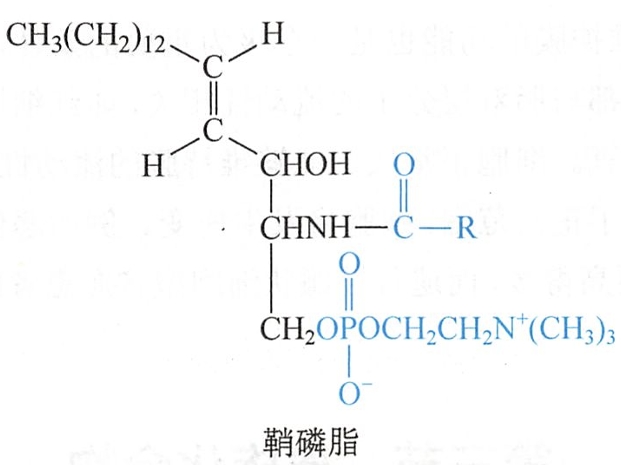 CH₃(CH₂)₁₂ H
C
C
H CHOH O
CHNH—C—R
O
CH₂OPOCH₂CH₂N⁺(CH₃)₃
O⁻
鞘磷脂